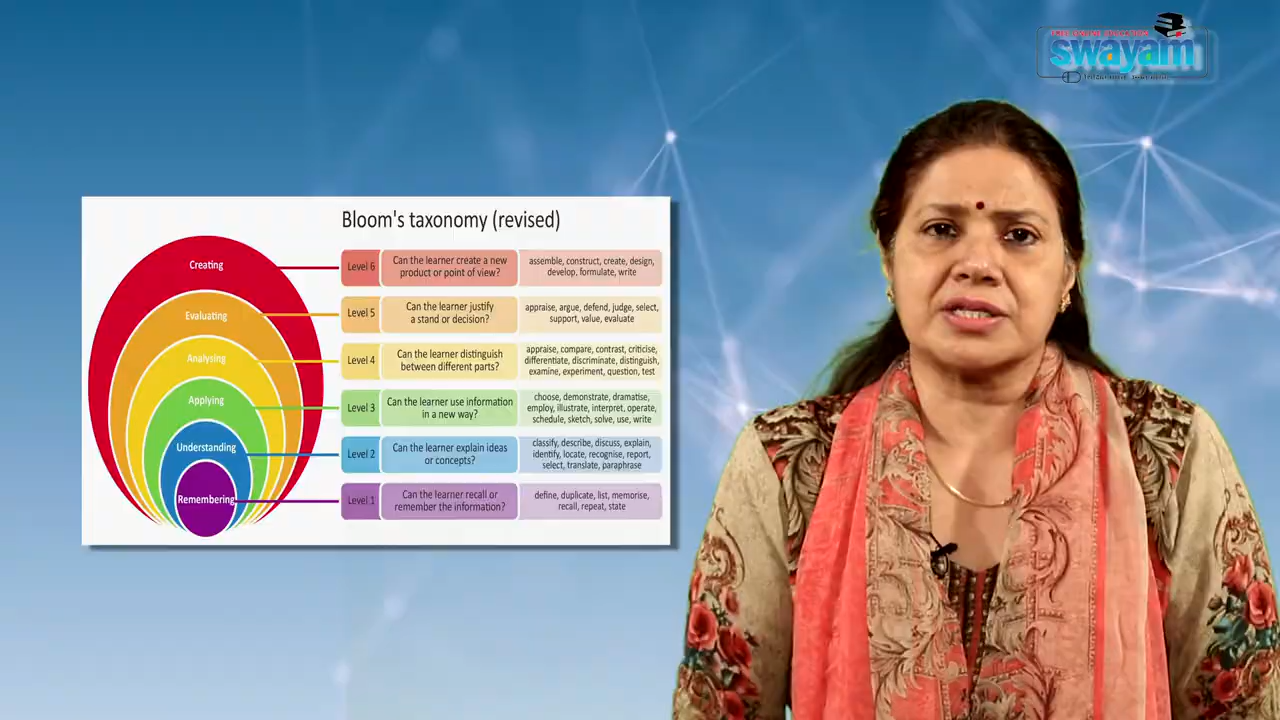 FREE ONLINE EDUCATION
swayam
Bloom's taxonomy (revised)
Creating
Level 6
Can the learner create a new
product or point of view?
assemble, construct, create, design,
develop, formulate, write
Evaluating
Level 5
Can the learner justify
a stand or decision?
appraise, argue, defend, judge, select,
support, value, evaluate
Analysing
Level 4
Can the learner distinguish
between different parts?
appraise, compare, contrast, criticise,
differentiate, discriminate, distinguish,
examine, experiment, question, test
Applying
Level 3
Can the learner use information
in a new way?
choose, demonstrate, dramatise,
employ, illustrate, interpret, operate,
schedule, sketch, solve, use, write
Understanding
Level 2
Can the learner explain ideas
or concepts?
classify, describe, discuss, explain,
identify, locate, recognise, report,
select, translate, paraphrase
Remembering
Level 1
Can the learner recall or
remember the information?
define, duplicate, list, memorise,
recall, repeat, state